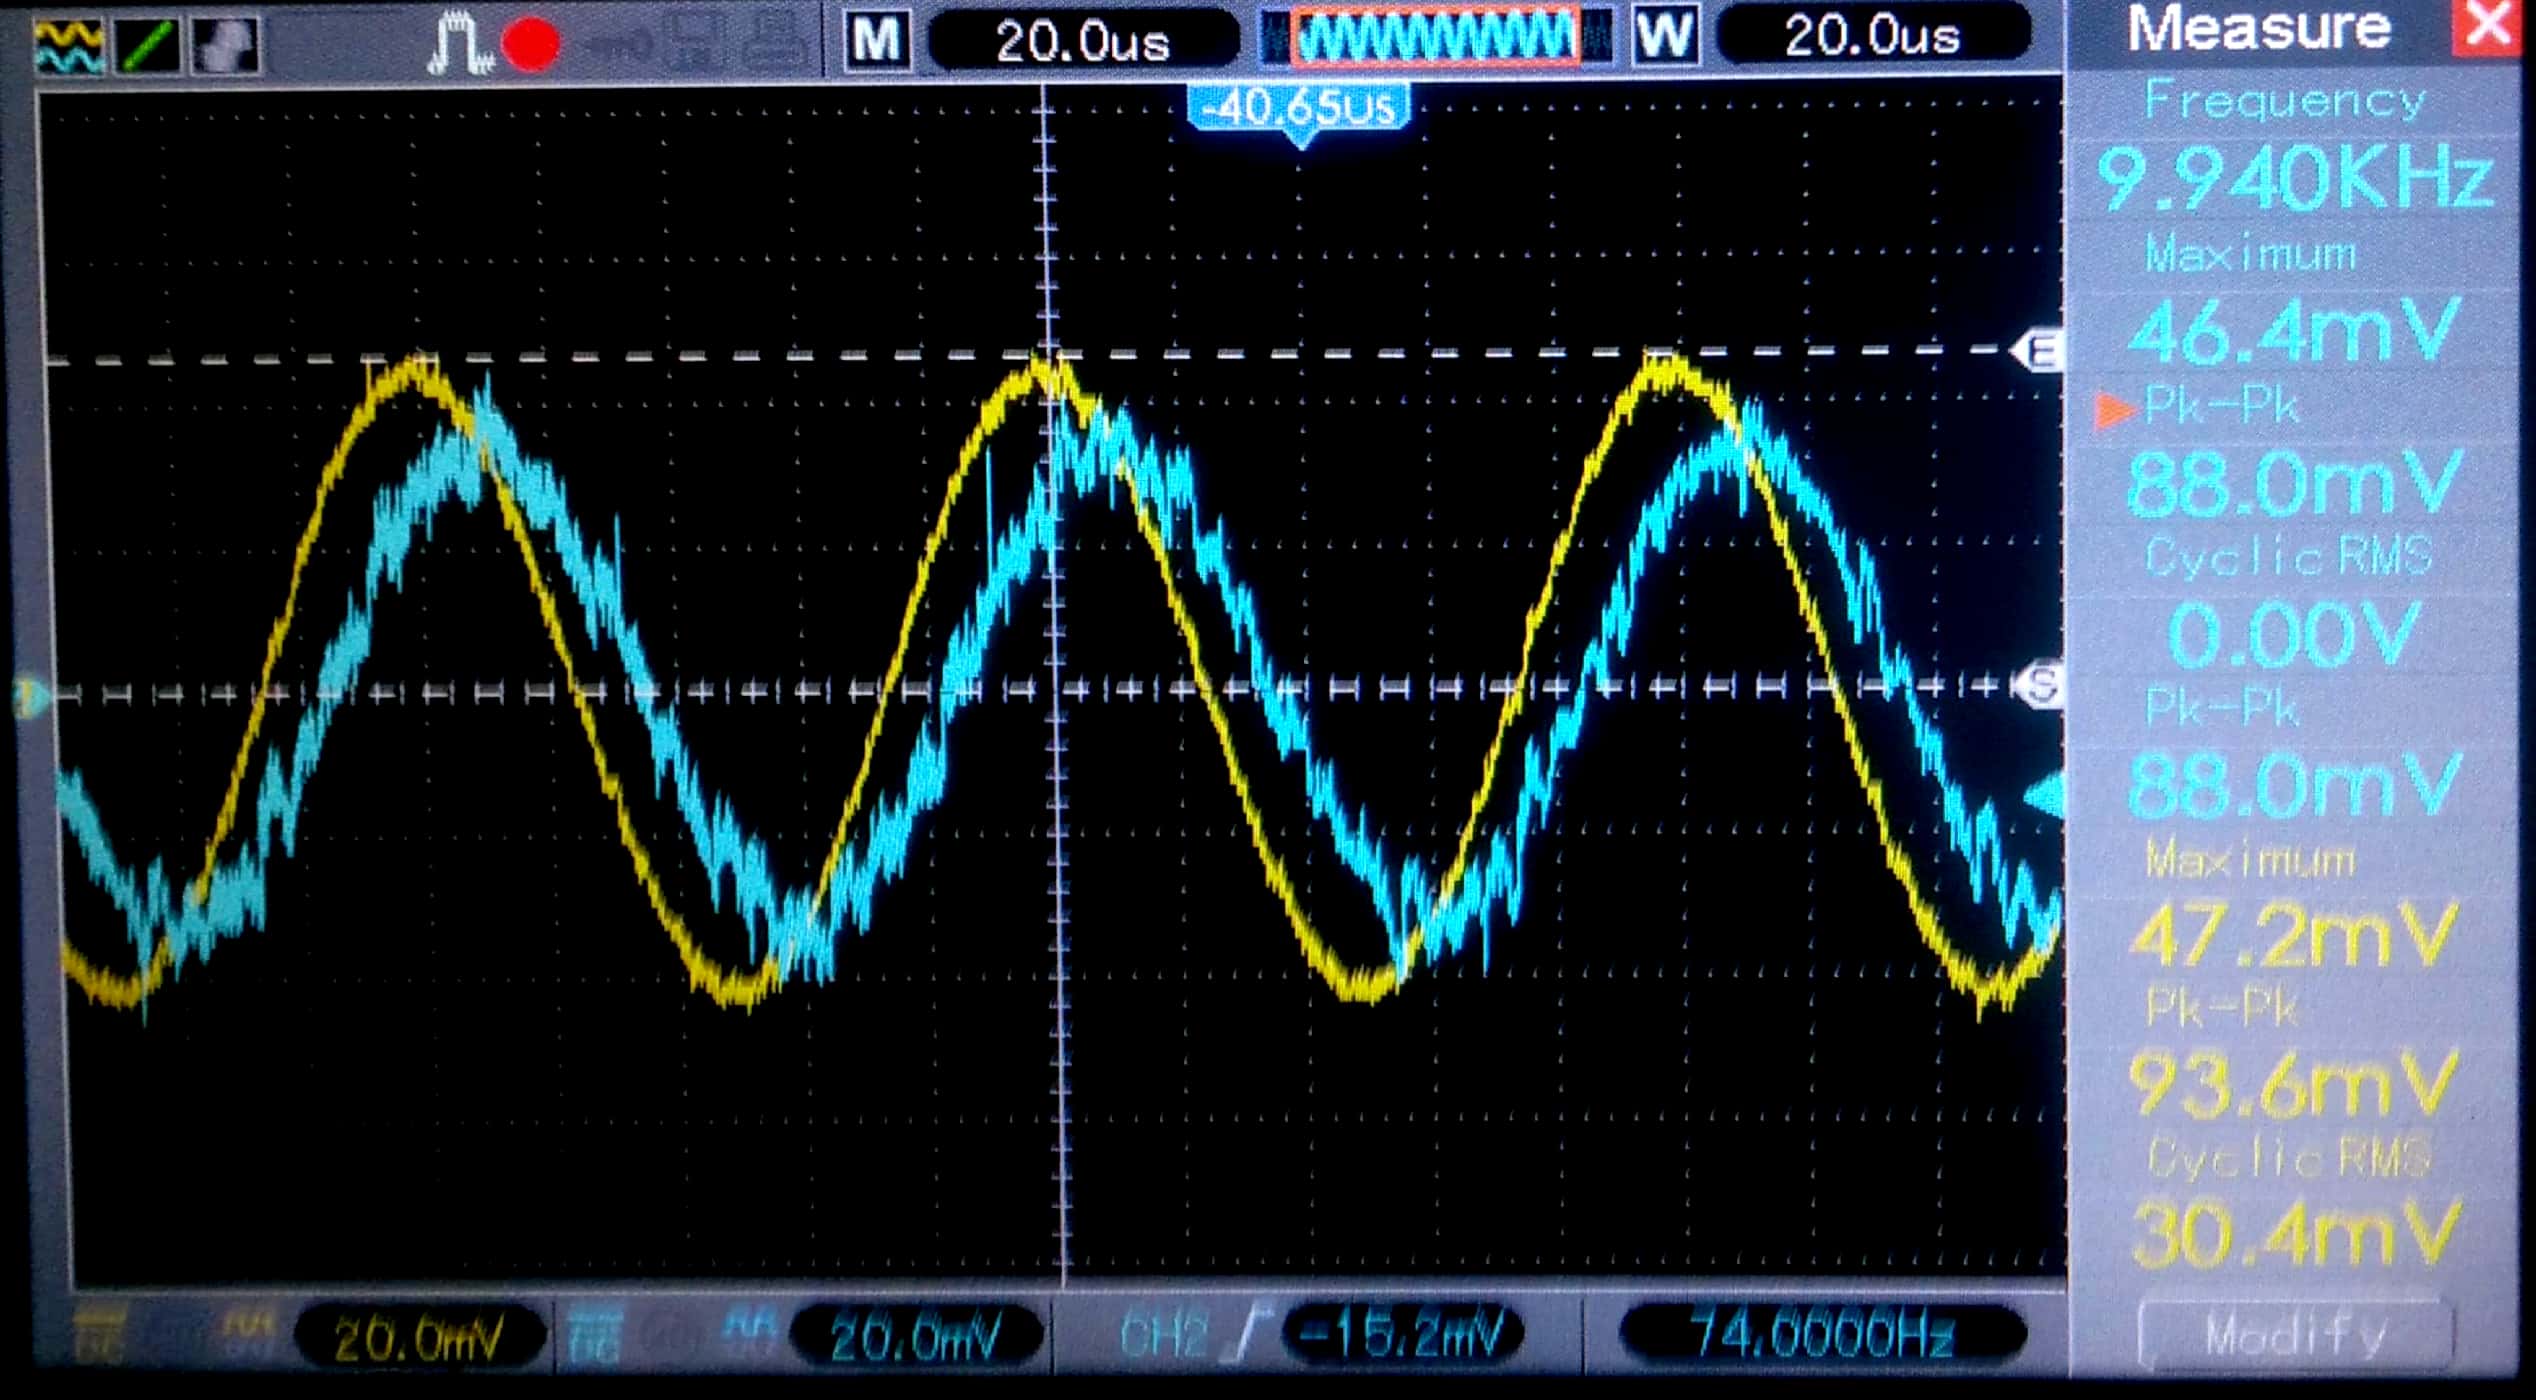 M 20.0us W 20.0us
Measure X
-40.65us
Frequency
9.940KHz
Maximum
46.4mV
E
Pk-Pk
88.0mV
Cyclic RMS
0.00V
S
Pk-Pk
88.0mV
Maximum
47.2mV
Pk-Pk
93.6mV
Cyclic RMS
30.4mV
20.0mV 20.0mV CH2 -15.2mV 74.0000Hz
Modify